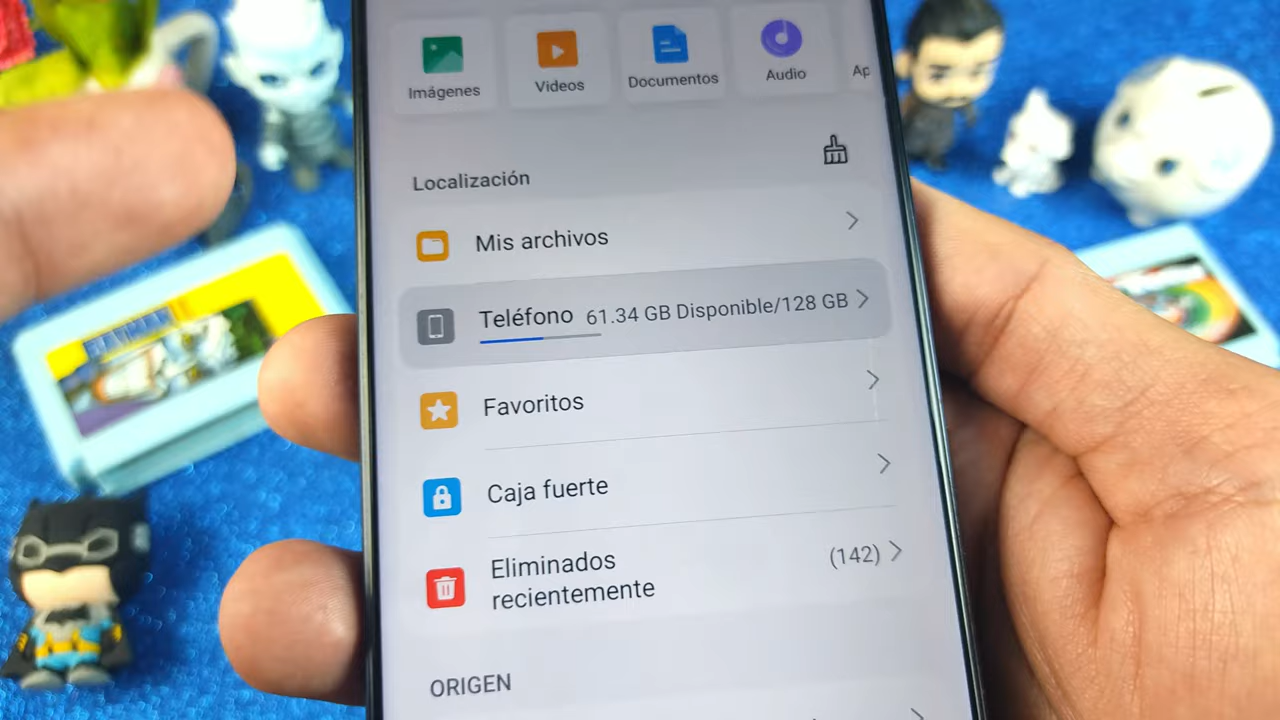 Imágenes
Videos
Documentos
Audio
Ap
Localización
Mis archivos
Teléfono 61.34 GB Disponible/128 GB
Favoritos
Caja fuerte
Eliminados
recientemente
(142)
ORIGEN